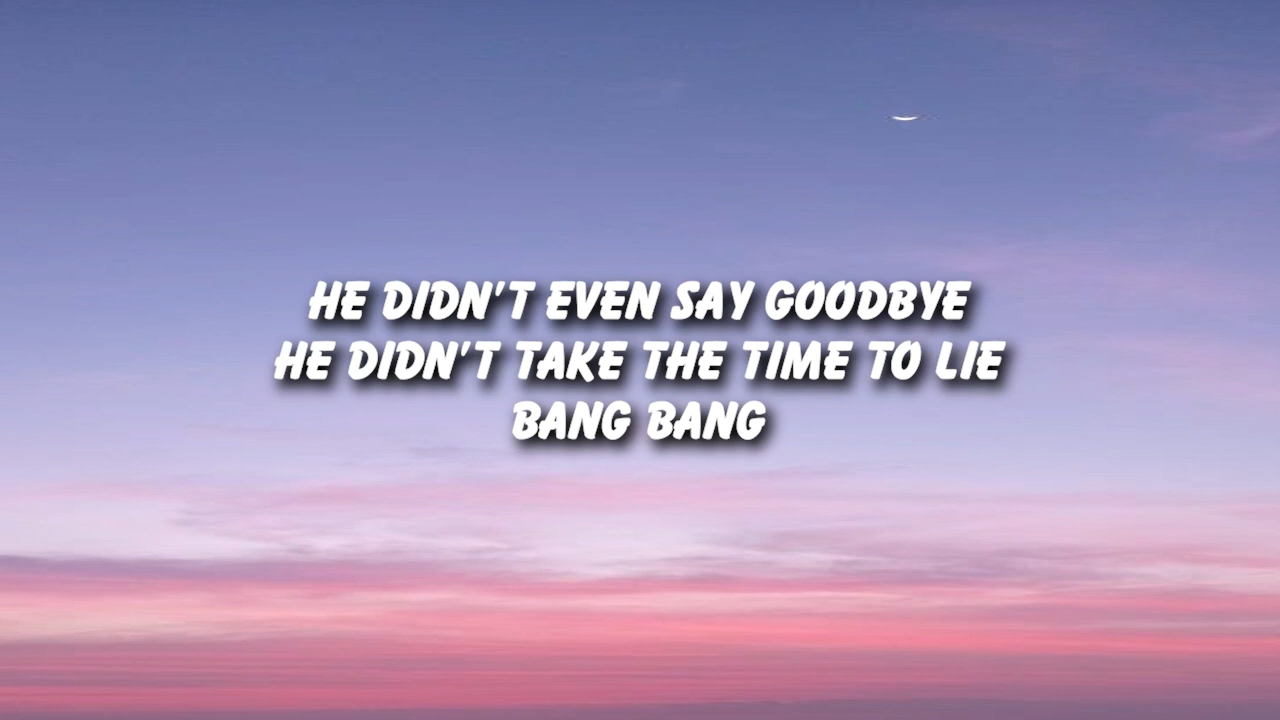 HE DIDN'T EVEN SAY GOODBYE
HE DIDN'T TAKE THE TIME TO LIE
BANG BANG